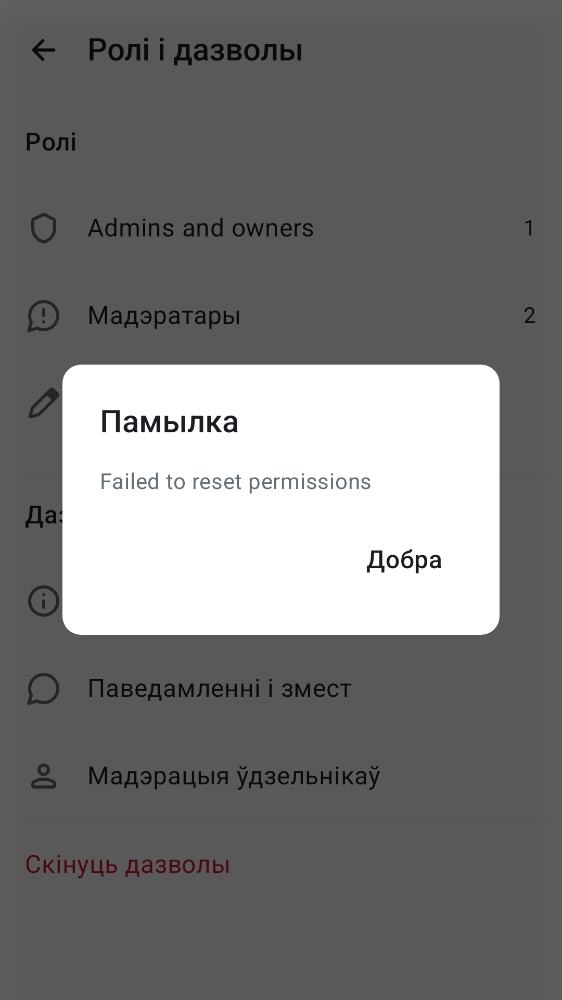 Ролі і дазволы
Ролі
Admins and owners
1
Мадэратары
2
Памылка
Failed to reset permissions
Добра
Паведамленні і змест
Мадэрацыя ўдзельнікаў
Скінуць дазволы